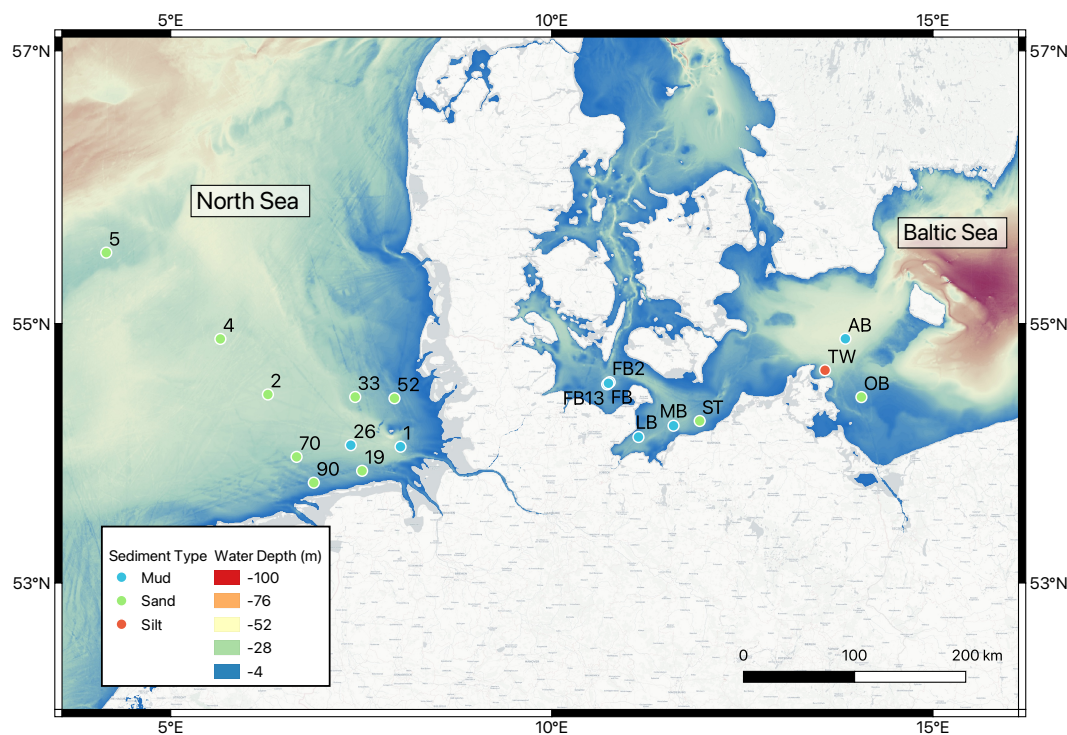 5°E 10°E 15°E
57°N 57°N
North Sea
Baltic Sea
5
4
55°N 55°N
AB
TW
2 33 52 FB2 OB
FB13 FB
LB MB ST
26 1
70 19
90
Sediment Type Water Depth (m)
Mud -100
Sand -76
Silt -52
-28
-4
53°N 53°N
0 100 200 km
5°E 10°E 15°E